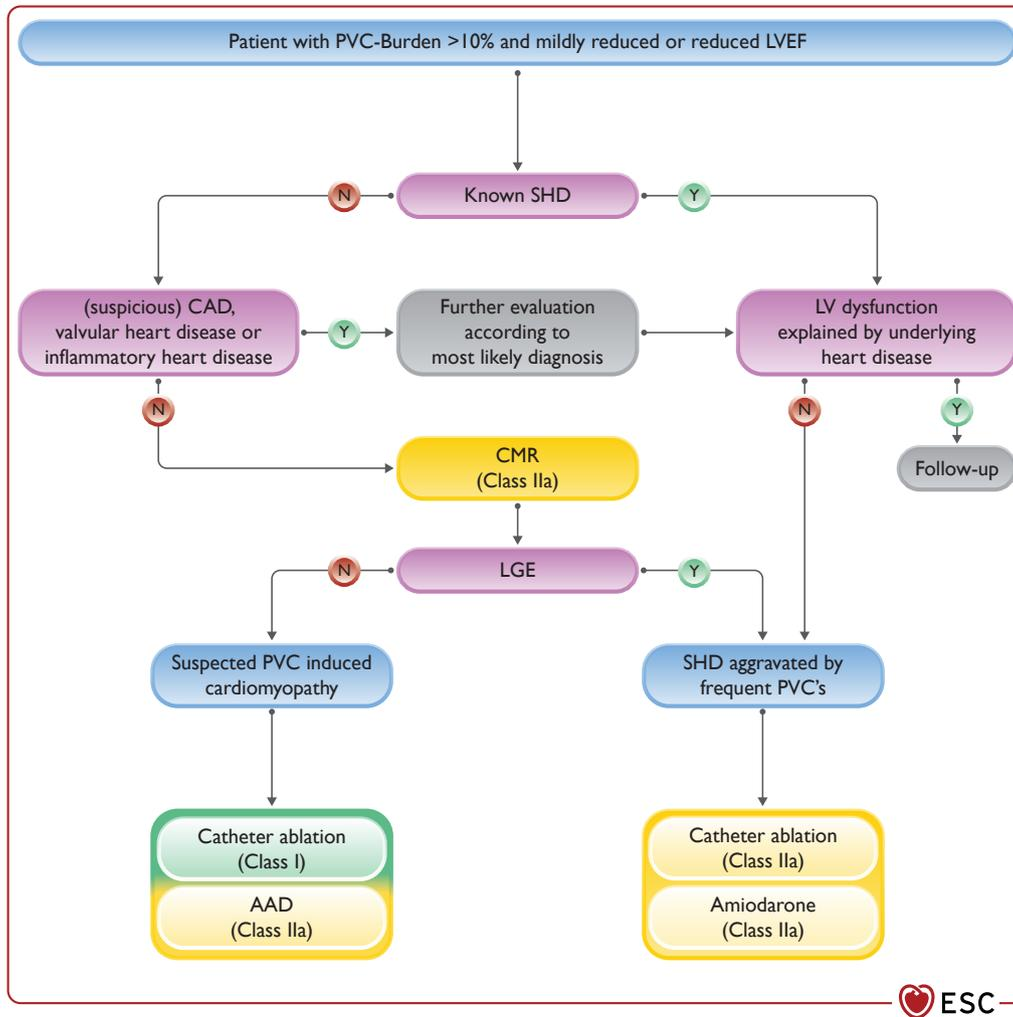 Patient with PVC-Burden >10% and mildly reduced or reduced LVEF
N
Known SHD
Y
(suspicious) CAD,
valvular heart disease or
inflammatory heart disease
Y
Further evaluation
according to
most likely diagnosis
LV dysfunction
explained by underlying
heart disease
N
N
Y
CMR
(Class IIa)
Follow-up
N
LGE
Y
Suspected PVC induced
cardiomyopathy
SHD aggravated by
frequent PVC's
Catheter ablation
(Class I)
AAD
(Class IIa)
Catheter ablation
(Class IIa)
Amiodarone
(Class IIa)
ESC